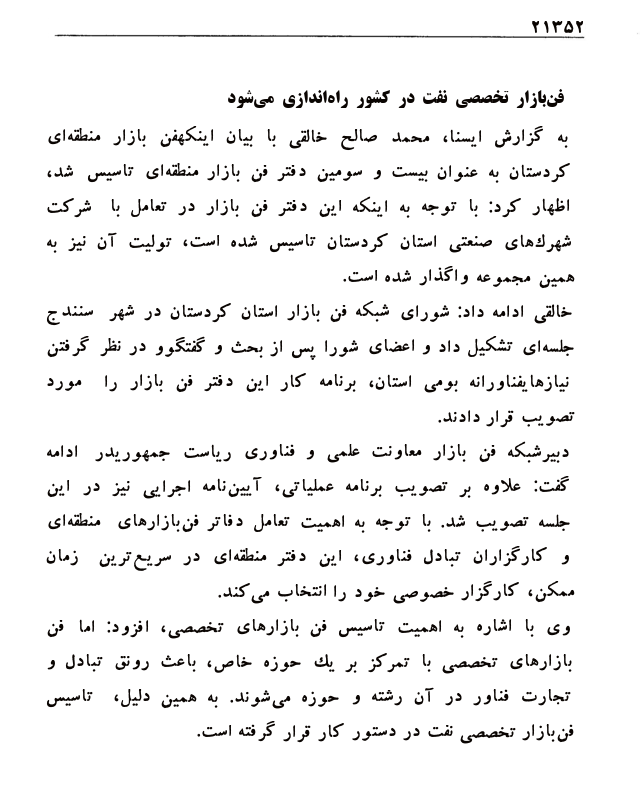 ۲۱۳۵۲
فن‌بازار تخصصی نفت در کشور راه‌اندازی می‌شود
به گزارش ایسنا، محمد صالح خالقی با بیان اینکهفن بازار منطقه‌ای
کردستان به عنوان بیست و سومین دفتر فن بازار منطقه‌ای تاسیس شد،
اظهار کرد: با توجه به اینکه این دفتر فن بازار در تعامل با شرکت
شهرك‌های صنعتی استان کردستان تاسیس شده است، تولیت آن نیز به
همین مجموعه واگذار شده است.
خالقی ادامه داد: شورای شبکه فن بازار استان کردستان در شهر سنندج
جلسه‌ای تشکیل داد و اعضای شورا پس از بحث و گفتگوو در نظر گرفتن
نیازهایفناورانه بومی استان، برنامه کار این دفتر فن بازار را مورد
تصویب قرار دادند.
دبیرشبکه فن بازار معاونت علمی و فناوری ریاست جمهوریدر ادامه
گفت: علاوه بر تصویب برنامه عملیاتی، آیین‌نامه اجرایی نیز در این
جلسه تصویب شد. با توجه به اهمیت تعامل دفاتر فن‌بازارهای منطقه‌ای
و کارگزاران تبادل فناوری، این دفتر منطقه‌ای در سریع‌ترین زمان
ممکن، کارگزار خصوصی خود را انتخاب می‌کند.
وی با اشاره به اهمیت تاسیس فن بازارهای تخصصی، افزود: اما فن
بازارهای تخصصی با تمرکز بر یك حوزه خاص، باعث رونق تبادل و
تجارت فناور در آن رشته و حوزه می‌شوند. به همین دلیل، تاسیس
فن‌بازار تخصصی نفت در دستور کار قرار گرفته است.